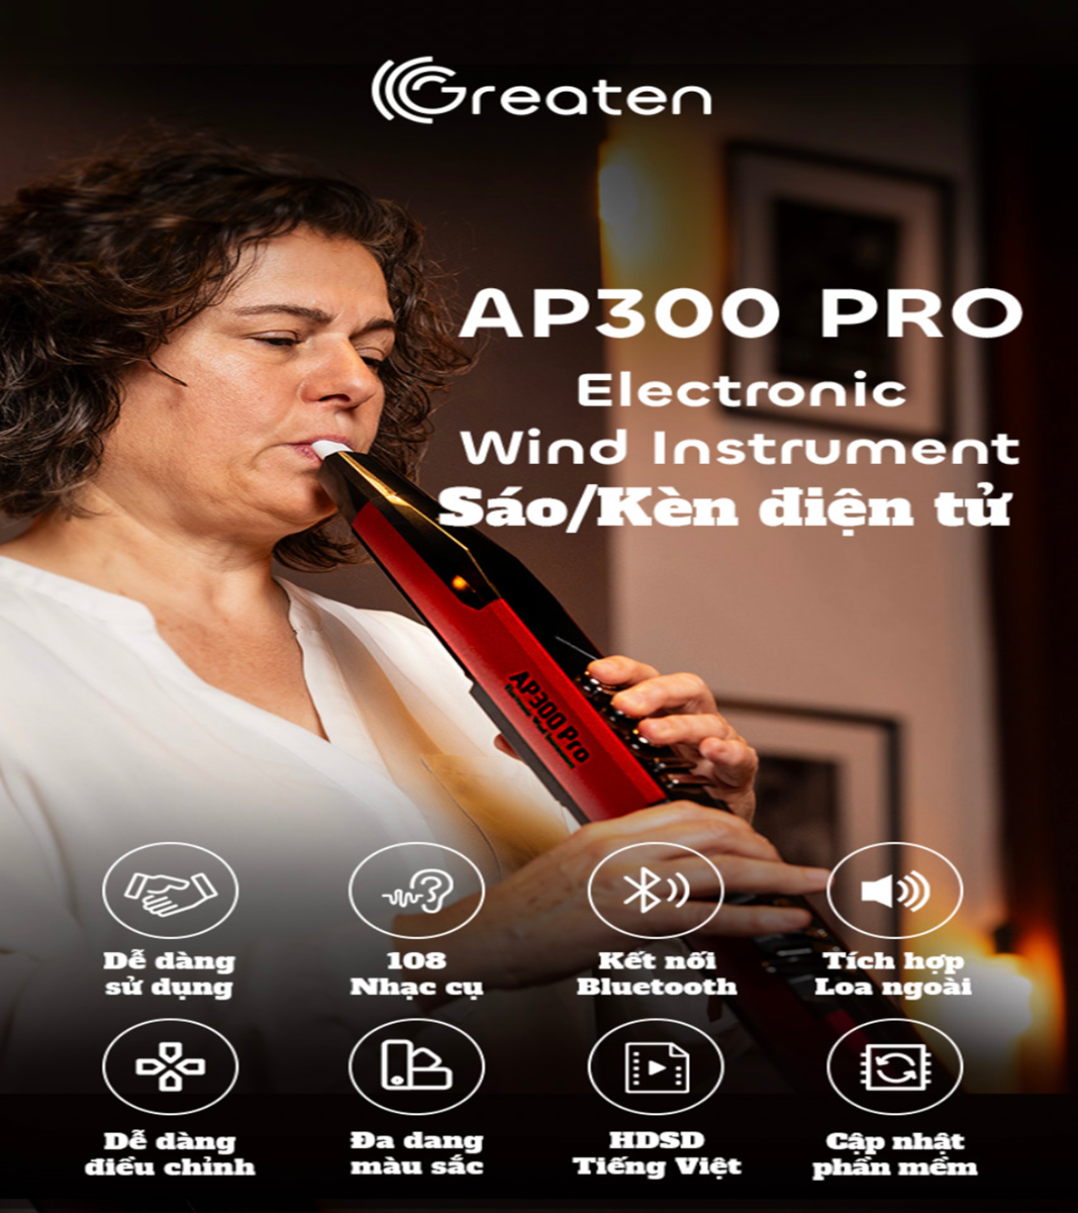 Greaten
AP300 PRO
Electronic
Wind Instrument
Sáo/Kèn điện tử
AP300 Pro
Dễ dàng
sử dụng
108
Nhạc cụ
Kết nối
Bluetooth
Tích hợp
Loa ngoài
Dễ dàng
điều chỉnh
Đa dang
màu sắc
HDSD
Tiếng Việt
Cập nhật
phần mềm